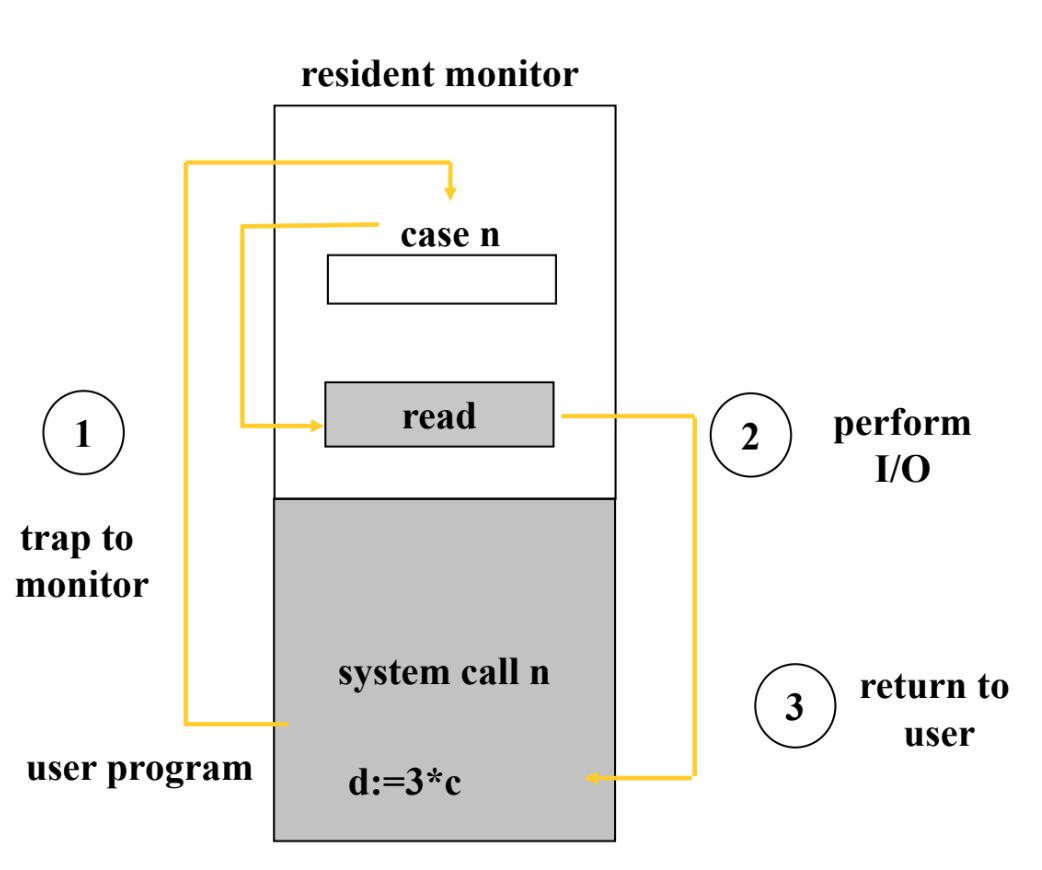 resident monitor
case n
read
1
trap to
monitor
2
perform
I/O
system call n
user program
d:=3*c
3
return to
user